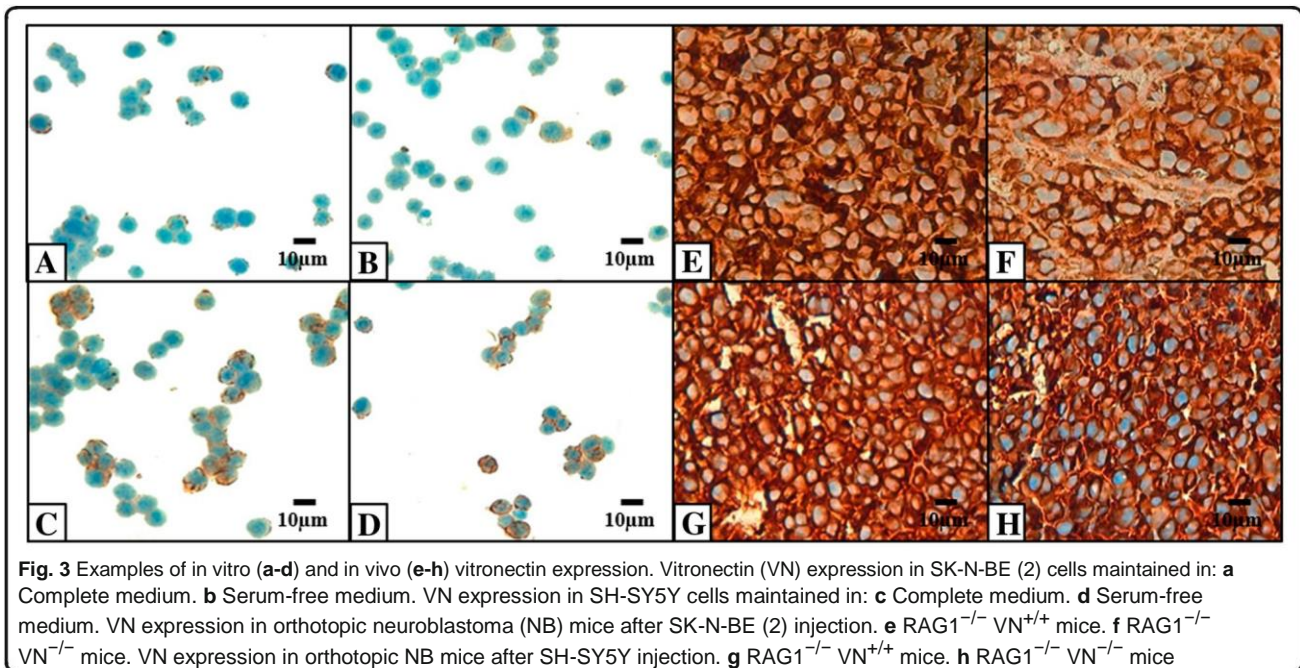 A
10µm
B
10µm
E
10µm
F
10µm
C
10µm
D
10µm
G
10µm
H
10µm
Fig. 3 Examples of in vitro (a-d) and in vivo (e-h) vitronectin expression. Vitronectin (VN) expression in SK-N-BE (2) cells maintained in: a
Complete medium. b Serum-free medium. VN expression in SH-SY5Y cells maintained in: c Complete medium. d Serum-free
medium. VN expression in orthotopic neuroblastoma (NB) mice after SK-N-BE (2) injection. e RAG1−/− VN+/+ mice. f RAG1−/−
VN−/− mice. VN expression in orthotopic NB mice after SH-SY5Y injection. g RAG1−/− VN+/+ mice. h RAG1−/− VN−/− mice